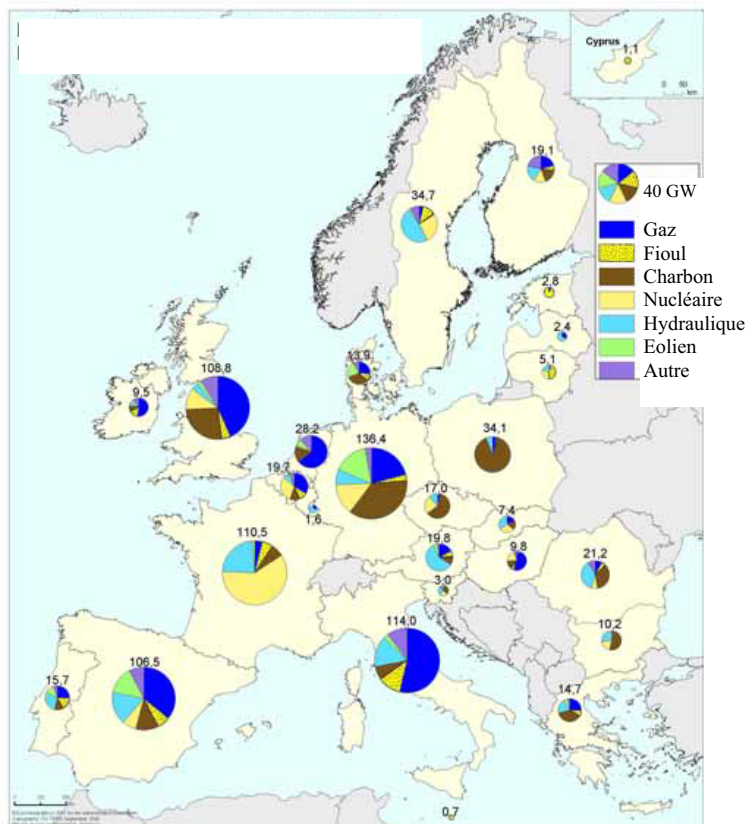 Cyprus
1,1
0 50
km
19,1
34,7
40 GW
Gaz
Fioul
Charbon
Nucléaire
Hydraulique
Eolien
Autre
2,8
2,4
5,1
13,9
108,8
9,5
28,2
136,4
34,1
19,7
1,6
17,0
7,4
110,5
19,8
9,8
21,2
3,0
10,2
114,0
106,5
15,7
14,7
0,7